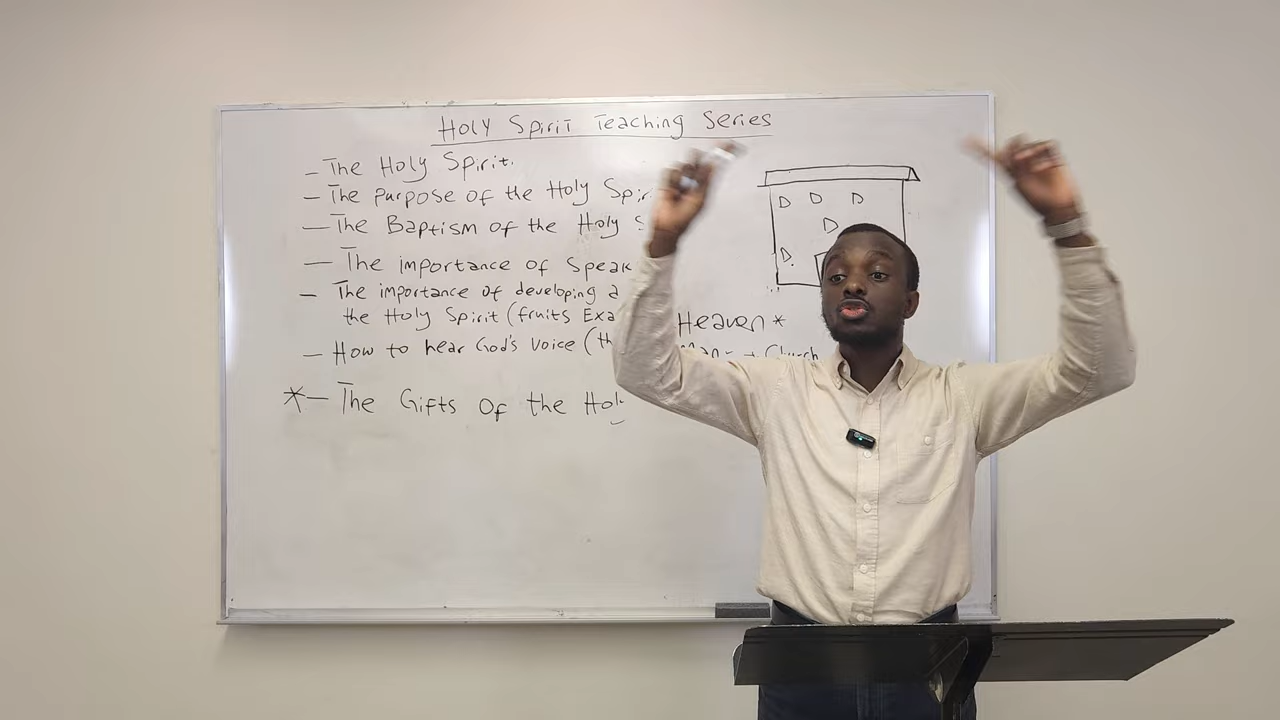 Holy Spirit Teaching Series
– The Holy Spirit.
– The purpose of the Holy Spir
– The Baptism of the Holy S
– The importance of Speak
– The importance of developing a
the Holy Spirit (fruits Exa
Heaven *
– How to hear God's voice (th
→ Church
*– The Gifts Of the Hol
D D D
D
D